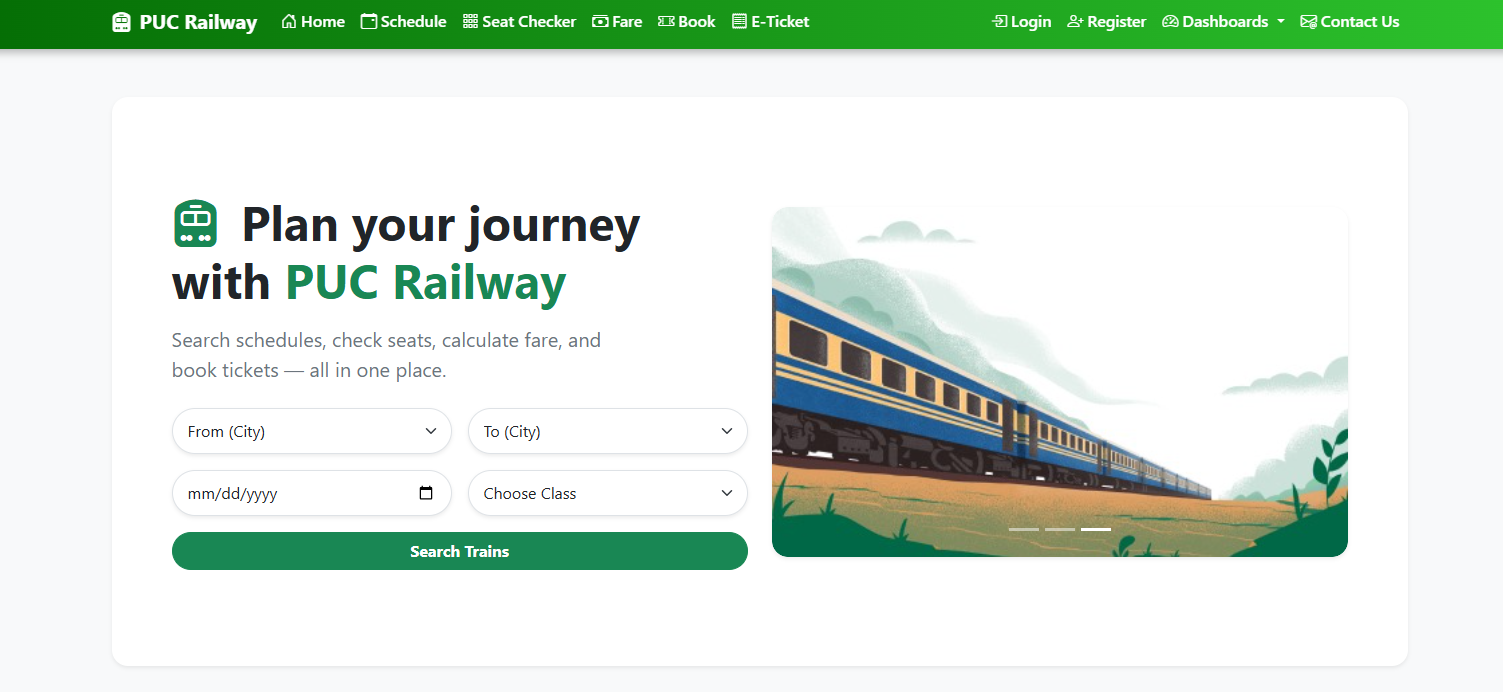 PUC Railway Home Schedule Seat Checker Fare Book E-Ticket Login Register Dashboards Contact Us
Plan your journey
with PUC Railway
Search schedules, check seats, calculate fare, and
book tickets — all in one place.
From (City) To (City)
mm/dd/yyyy Choose Class
Search Trains